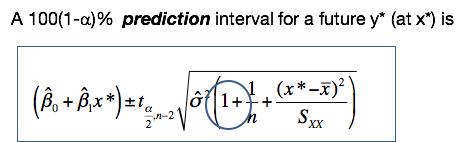 A 100(1-α)% prediction interval for a future y* (at x*) is
(β̂₀ + β̂₁x*) ± t_{α/2, n-2} √(σ̂²(1 + 1/n + (x* − x̄)²/S_XX))